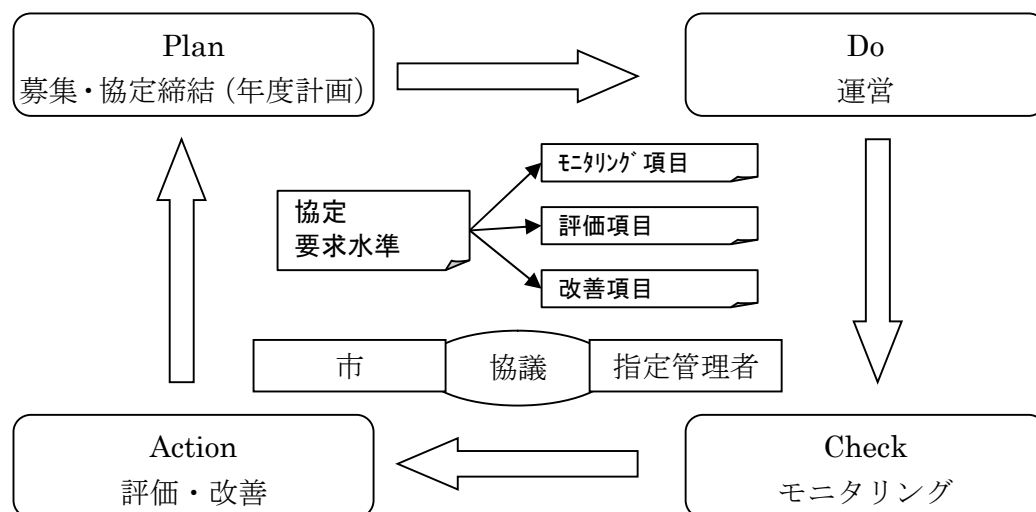 Plan
募集・協定締結（年度計画）
Do
運営
ﾓﾆﾀﾘﾝｸﾞ項目
協定
要求水準
評価項目
改善項目
市
協議
指定管理者
Action
評価・改善
Check
モニタリング